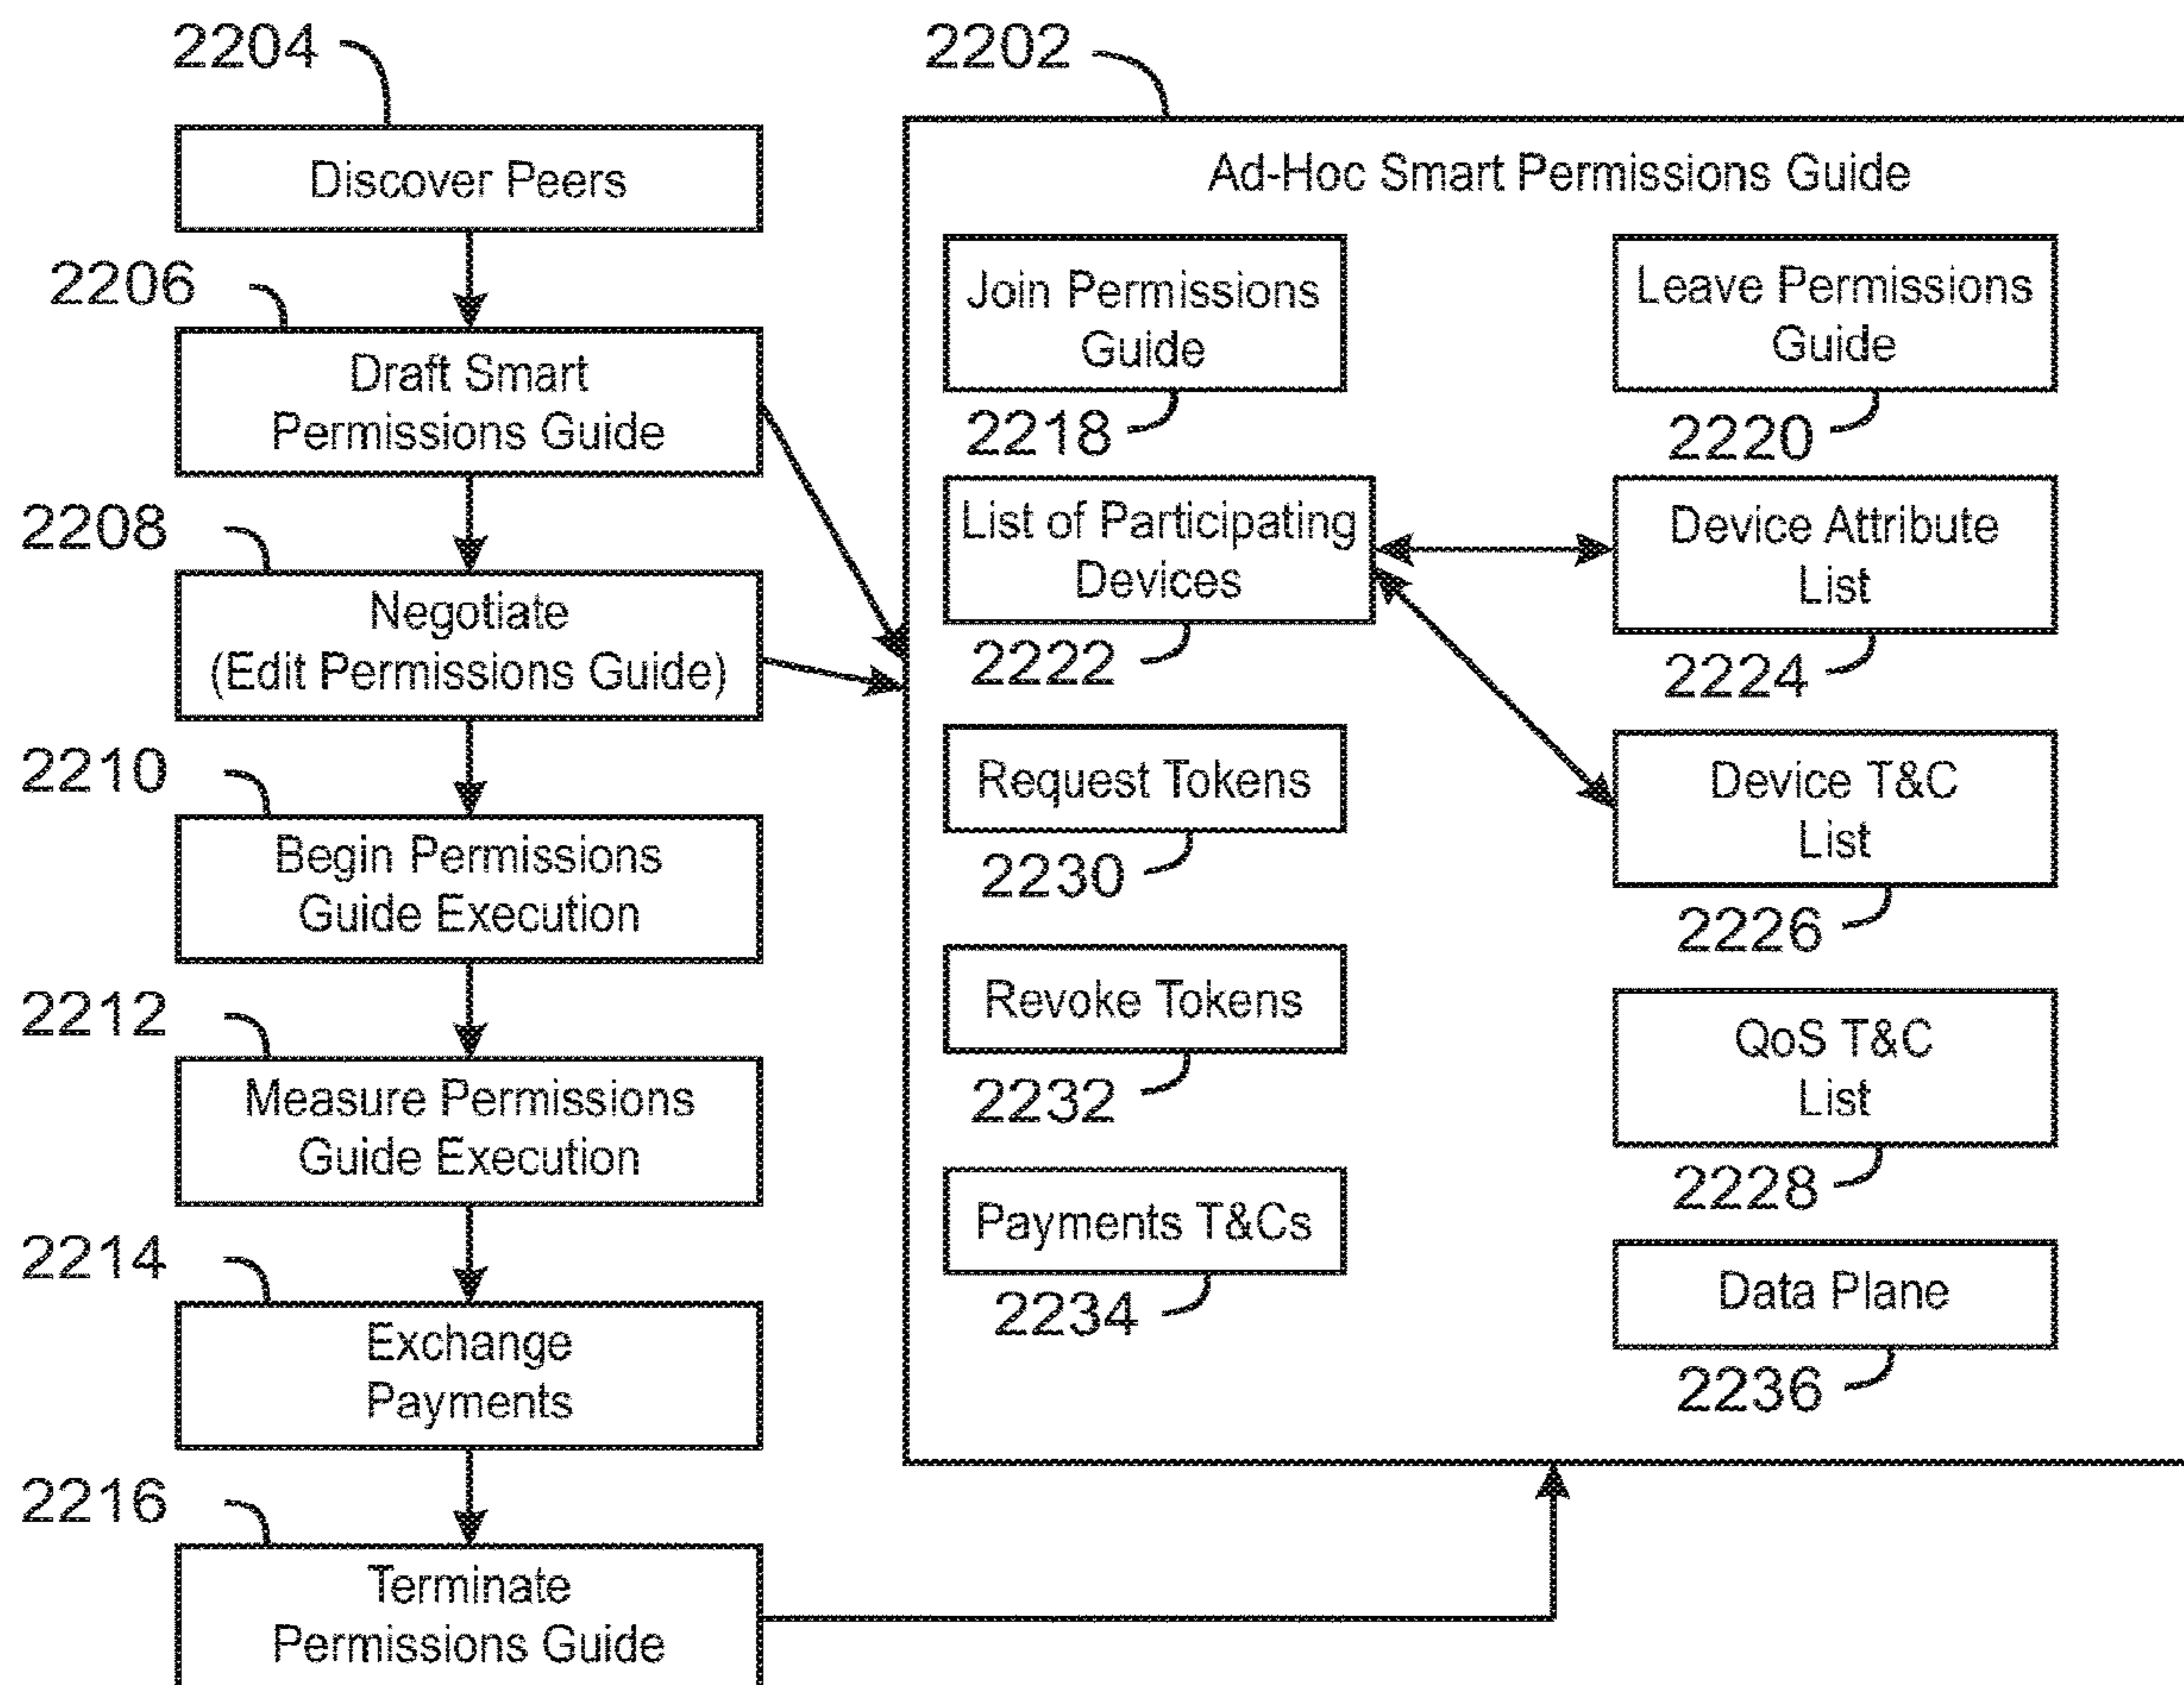 2204
Discover Peers
2206
Draft Smart
Permissions Guide
2208
Negotiate
(Edit Permissions Guide)
2210
Begin Permissions
Guide Execution
2212
Measure Permissions
Guide Execution
2214
Exchange
Payments
2216
Terminate
Permissions Guide
2202
Ad-Hoc Smart Permissions Guide
Join Permissions
Guide
2218
Leave Permissions
Guide
2220
List of Participating
Devices
2222
Device Attribute
List
2224
Request Tokens
2230
Device T&C
List
2226
Revoke Tokens
2232
QoS T&C
List
2228
Payments T&Cs
2234
Data Plane
2236